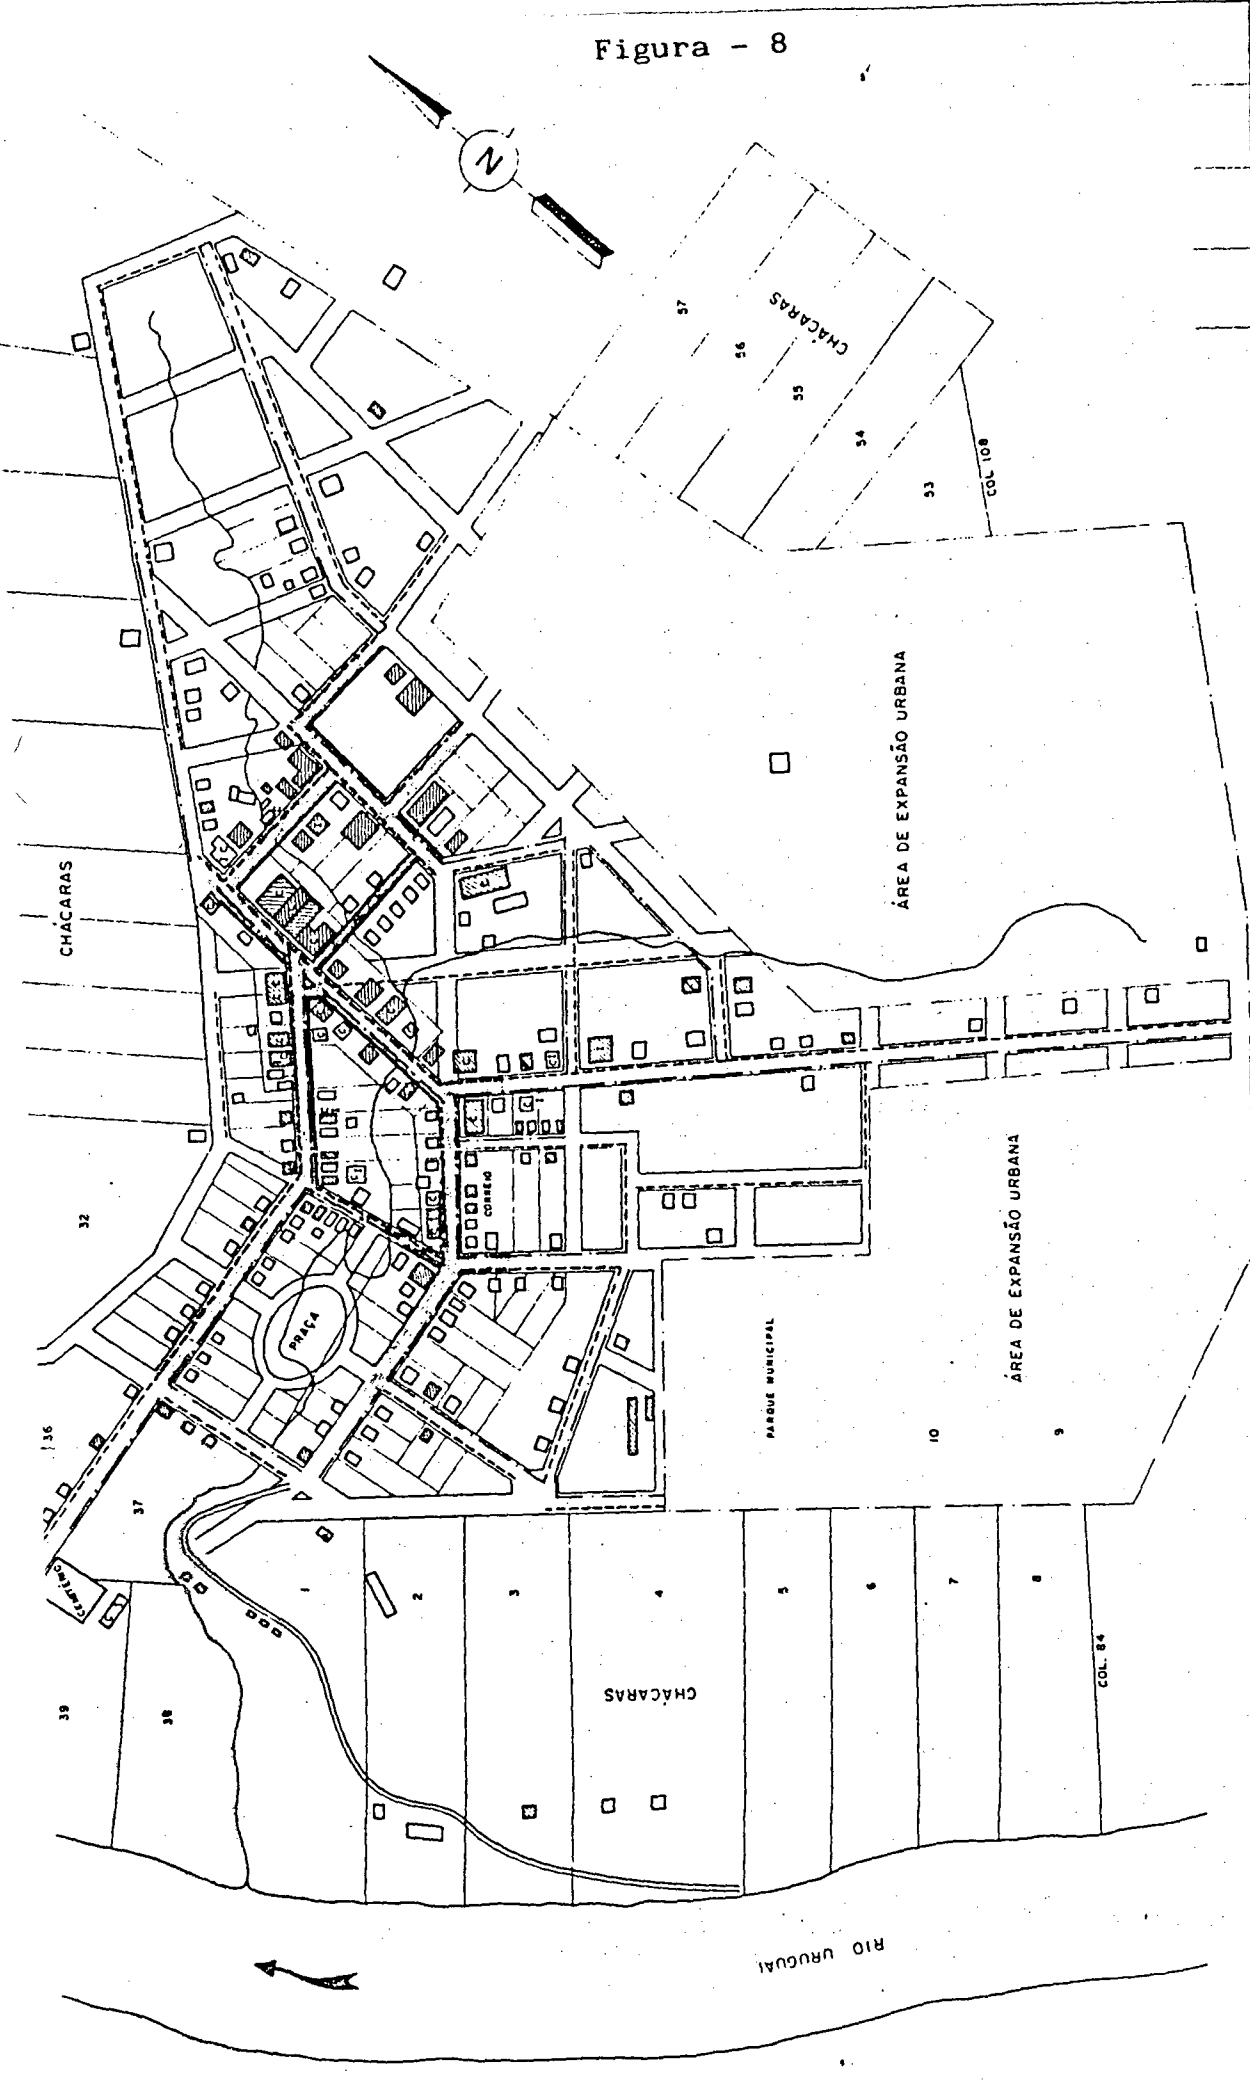 Figura - 8
N
57
56
CHÁCARAS
55
54
53
COL 108
ÁREA DE EXPANSÃO URBANA
CHÁCARAS
32
CORREIO
PRAÇA
ÁREA DE EXPANSÃO URBANA
PARQUE MUNICIPAL
36
37
10
9
CEMITÉRIO
1
2
3
4
5
6
7
8
COL. 84
39
38
CHÁCARAS
RIO URUGUAI